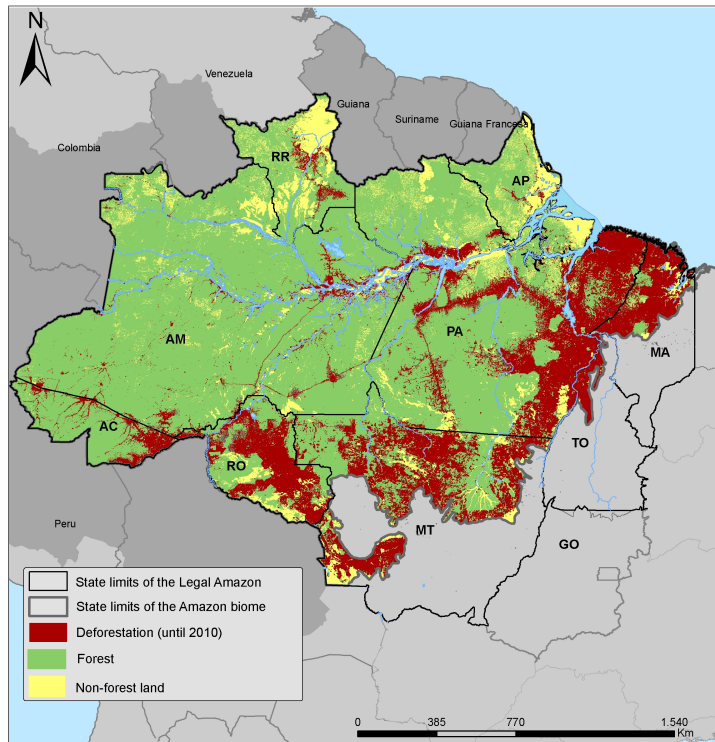 N
Venezuela
Guiana
Suriname
Guiana Francesa
Colombia
RR
AP
AM
PA
MA
AC
TO
RO
Peru
MT
GO
State limits of the Legal Amazon
State limits of the Amazon biome
Deforestation (until 2010)
Forest
Non-forest land
0 385 770 1.540
Km